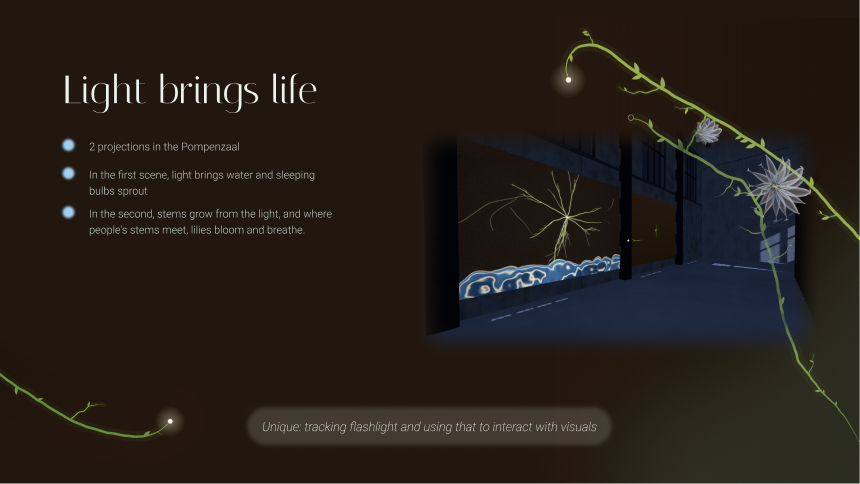 Light brings life
2 projections in the Pompenzaal
In the first scene, light brings water and sleeping
bulbs sprout
In the second, stems grow from the light, and where
people's stems meet, lilies bloom and breathe.
Unique: tracking flashlight and using that to interact with visuals